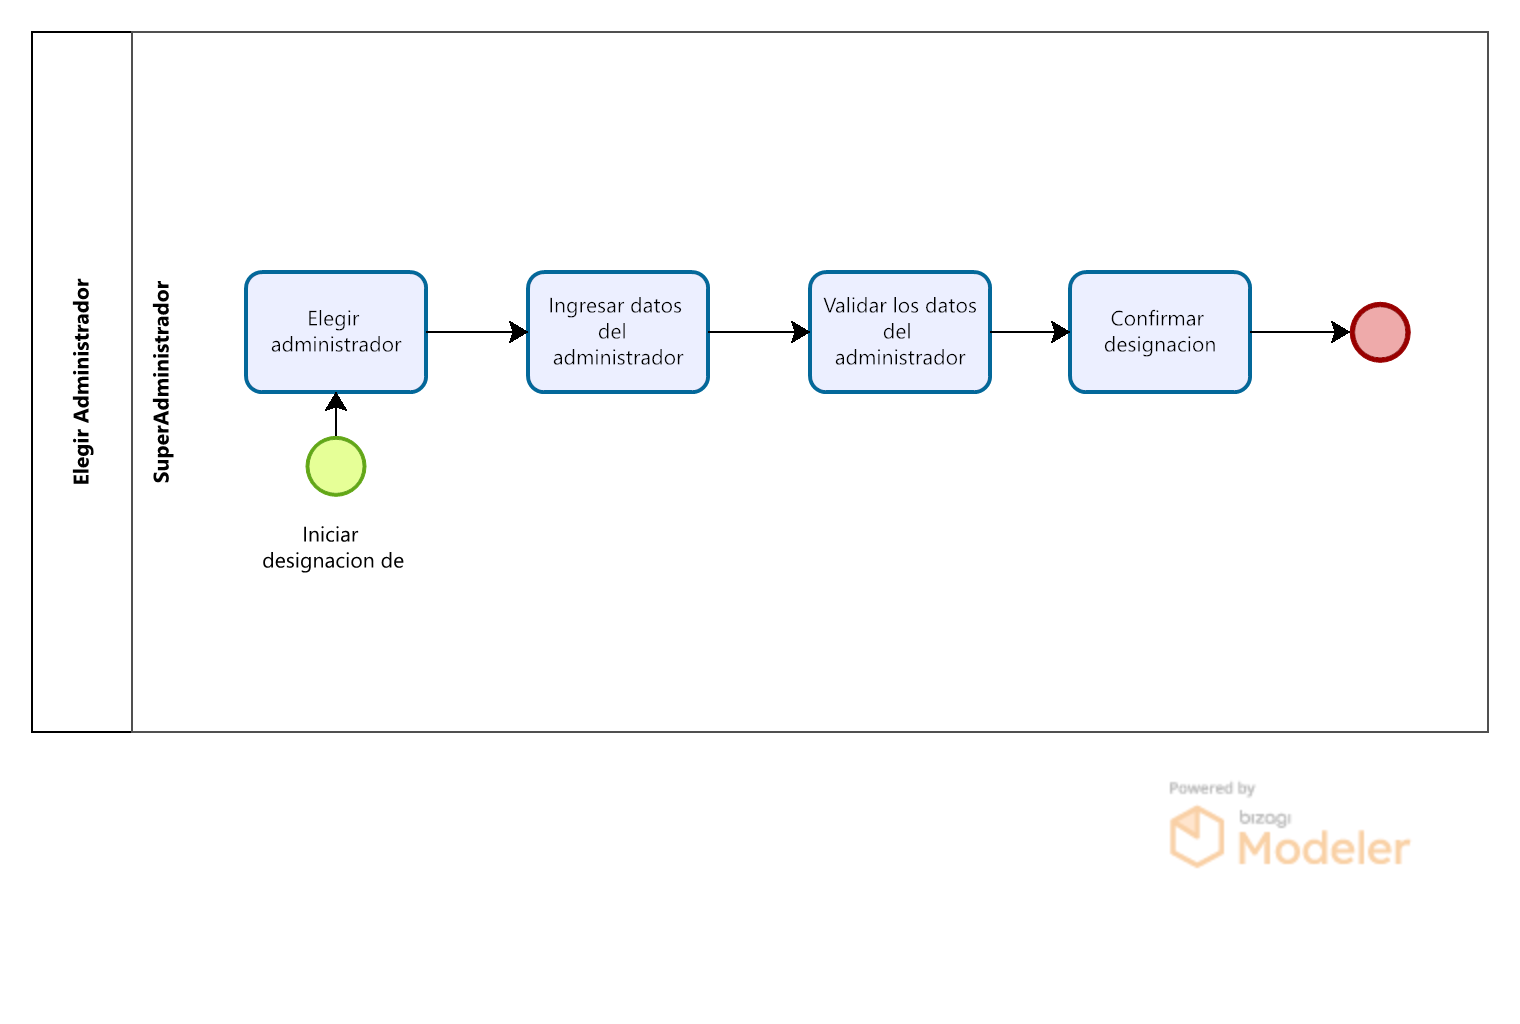 Elegir Administrador
SuperAdministrador
Elegir
administrador
Ingresar datos
del
administrador
Validar los datos
del
administrador
Confirmar
designacion
Iniciar
designacion de
Powered by
bizagi
Modeler